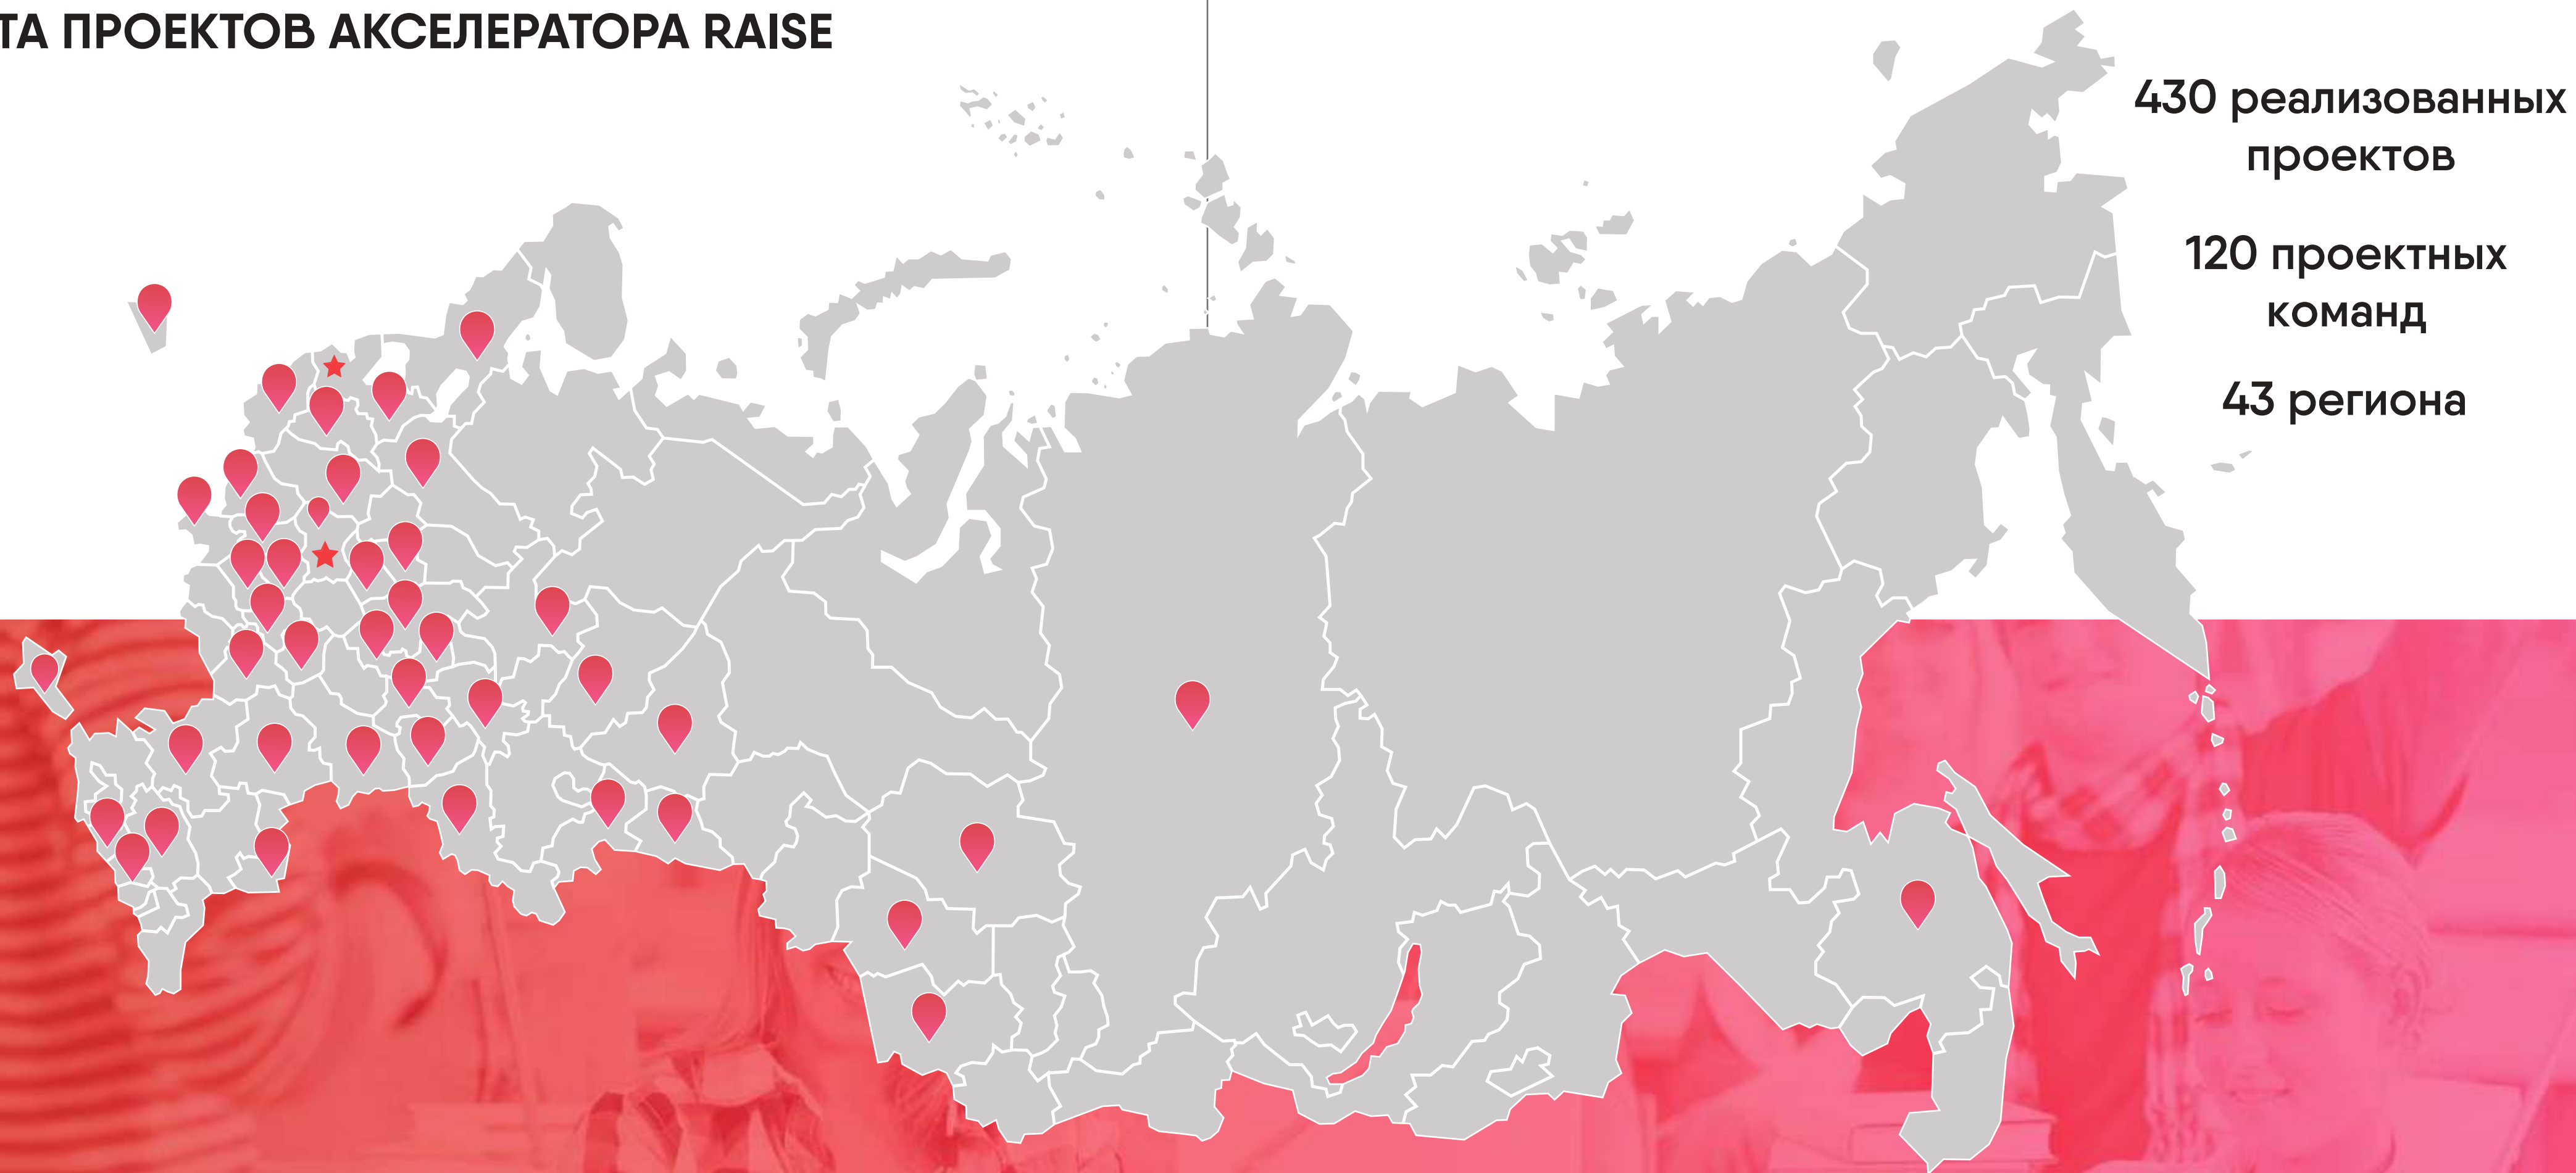 ТА ПРОЕКТОВ АКСЕЛЕРАТОРА RAISE
430 реализованных
проектов
120 проектных
команд
43 региона